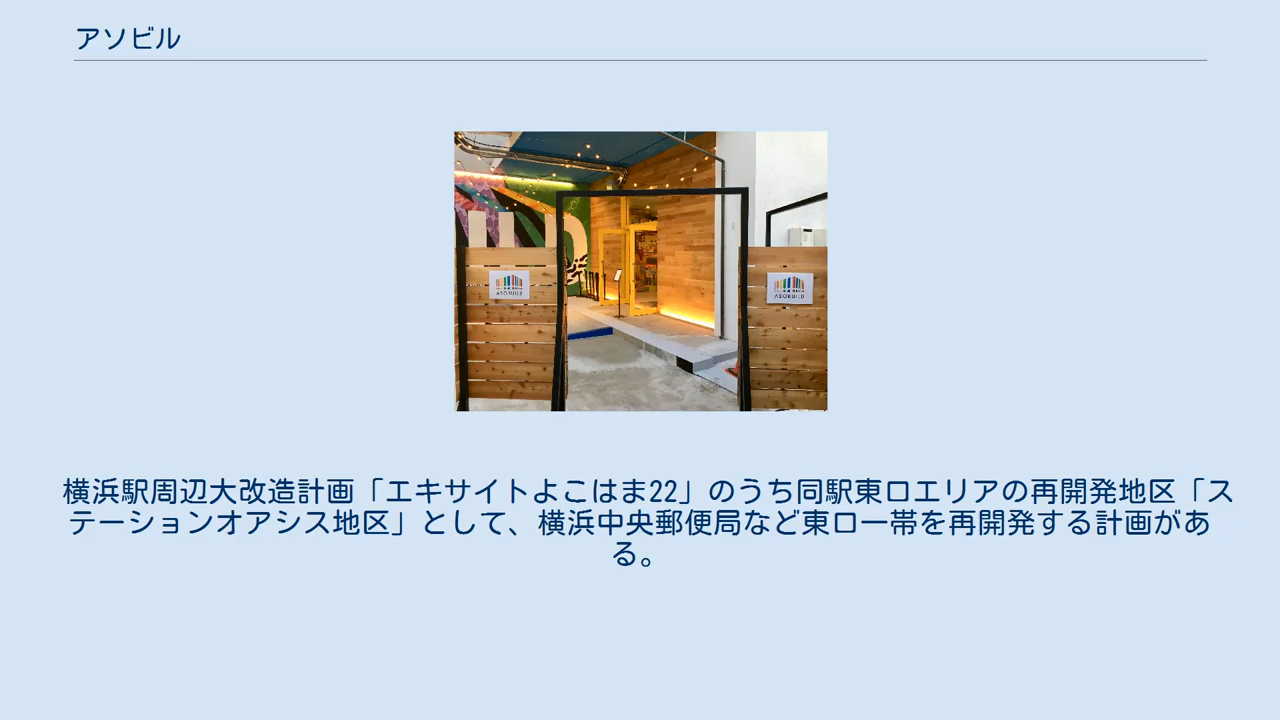 アソビル
ASOBUILD
ASOBUILD
横浜駅周辺大改造計画「エキサイトよこはま22」のうち同駅東口エリアの再開発地区「ス
テーションオアシス地区」として、横浜中央郵便局など東口一帯を再開発する計画があ
る。